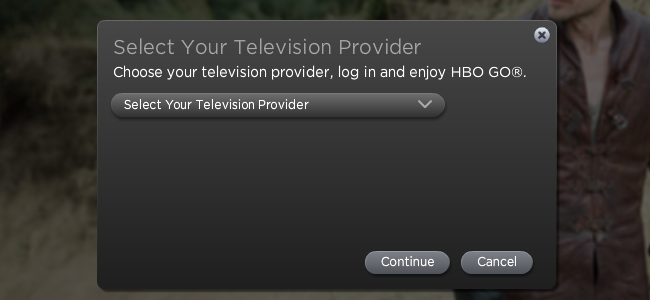 Select Your Television Provider
Choose your television provider, log in and enjoy HBO GO®.
Select Your Television Provider
Continue Cancel